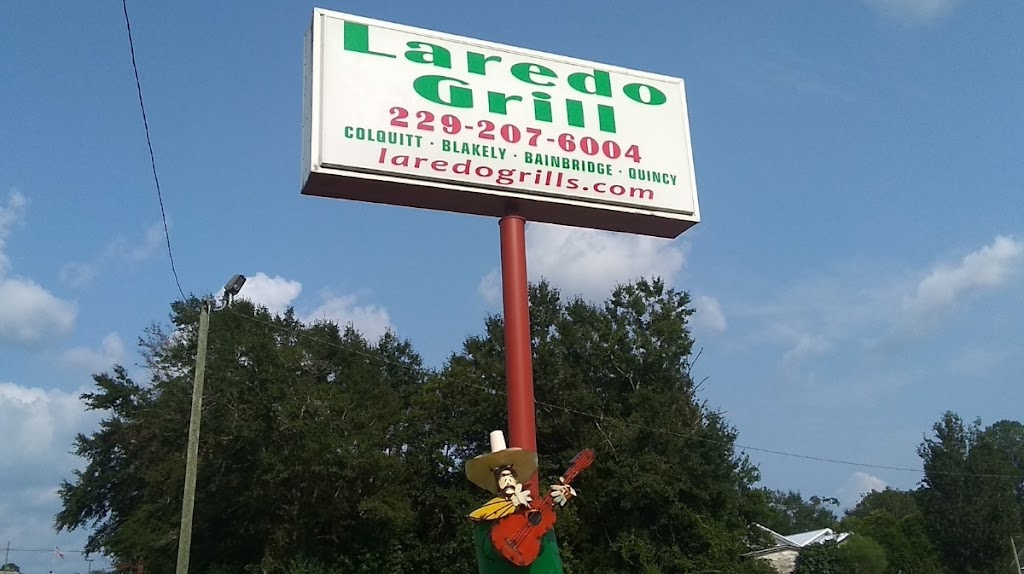 Laredo
Grill
229-207-6004
COLQUITT · BLAKELY · BAINBRIDGE · QUINCY
laredogrills.com